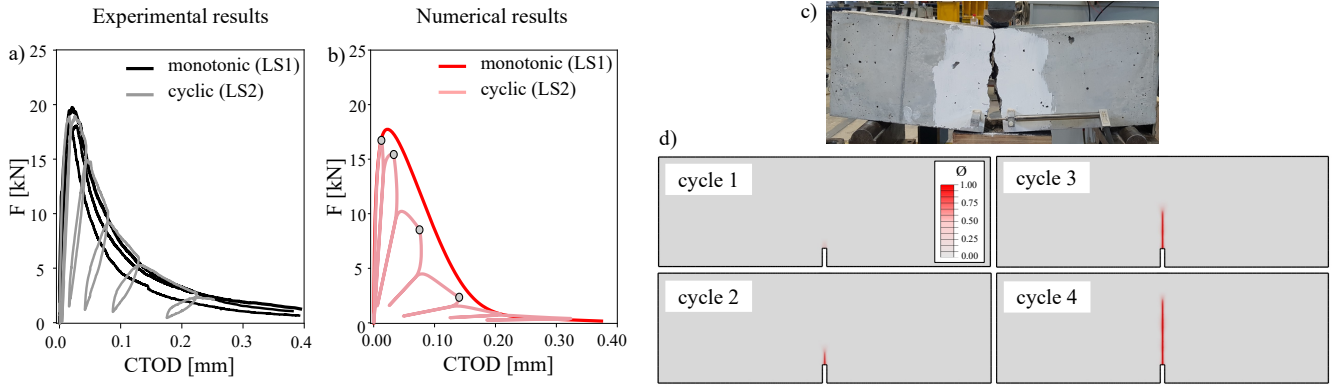 Experimental results
a)
25
20
15
10
5
0
F [kN]
monotonic (LS1)
cyclic (LS2)
0.0
0.1
0.2
0.3
0.4
CTOD [mm]
Numerical results
b)
25
20
15
10
5
0
F [kN]
monotonic (LS1)
cyclic (LS2)
0.00
0.10
0.20
0.30
0.40
CTOD [mm]
c)
d)
cycle 1
Ø
1.00
0.75
0.50
0.25
0.00
cycle 3
cycle 2
cycle 4